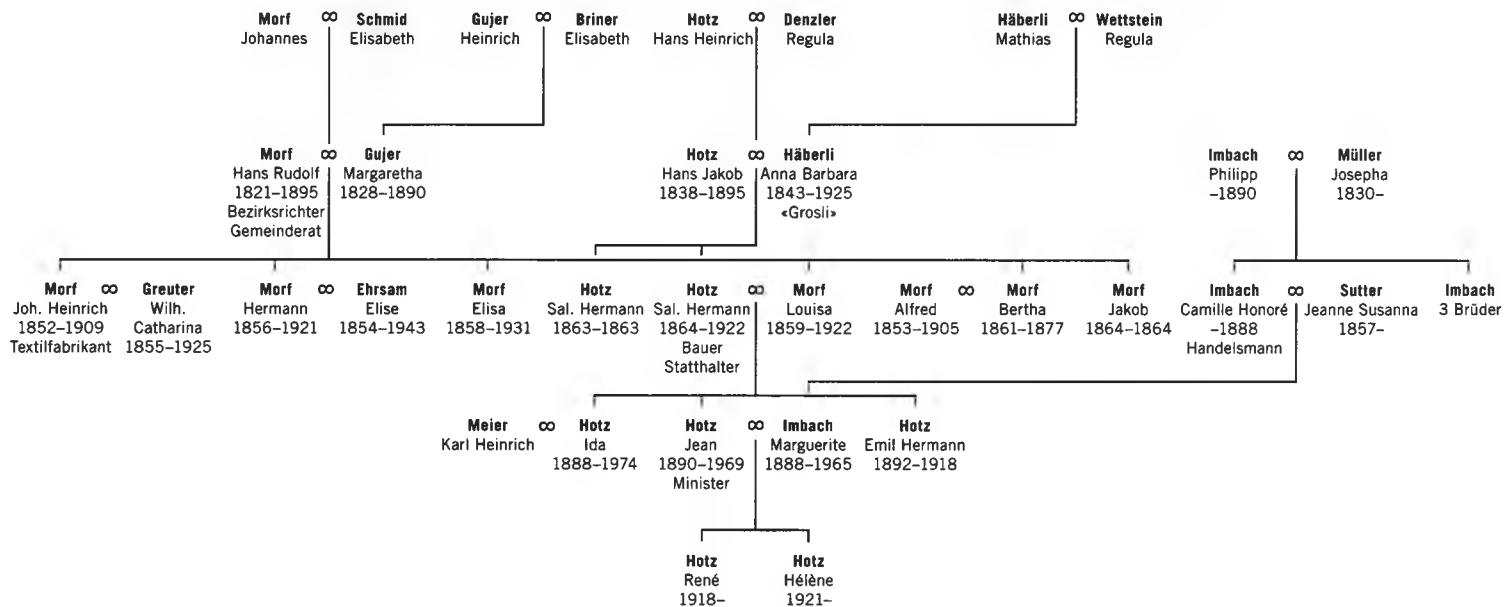 Morf ∞ Schmid Gujer ∞ Briner Hotz ∞ Denzler Häberli ∞ Wettstein
Johannes Elisabeth Heinrich Elisabeth Hans Heinrich Regula Mathias Regula
Morf ∞ Gujer Hotz ∞ Häberli Imbach ∞ Müller
Hans Rudolf Margaretha Hans Jakob Anna Barbara Philipp Josepha
1821–1895 1828–1890 1838–1895 1843–1925 –1890 1830–
Bezirksrichter «Grosli»
Gemeinderat
Morf ∞ Greuter Morf ∞ Ehrsam Morf Hotz Hotz ∞ Morf Morf ∞ Morf Morf Imbach ∞ Sutter Imbach
Joh. Heinrich Wilh. Hermann Elise Elisa Sal. Hermann Sal. Hermann Louisa Alfred Bertha Jakob Camille Honoré Jeanne Susanna 3 Brüder
1852–1909 Catharina 1856–1921 1854–1943 1858–1931 1863–1863 1864–1922 1859–1922 1853–1905 1861–1877 1864–1864 –1888 1857–
Textilfabrikant 1855–1925 Bauer Handelsmann
Statthalter
Meier ∞ Hotz Hotz ∞ Imbach Hotz
Karl Heinrich Ida Jean Marguerite Emil Hermann
1888–1974 1890–1969 1888–1965 1892–1918
Minister
Hotz Hotz
René Hélène
1918– 1921–